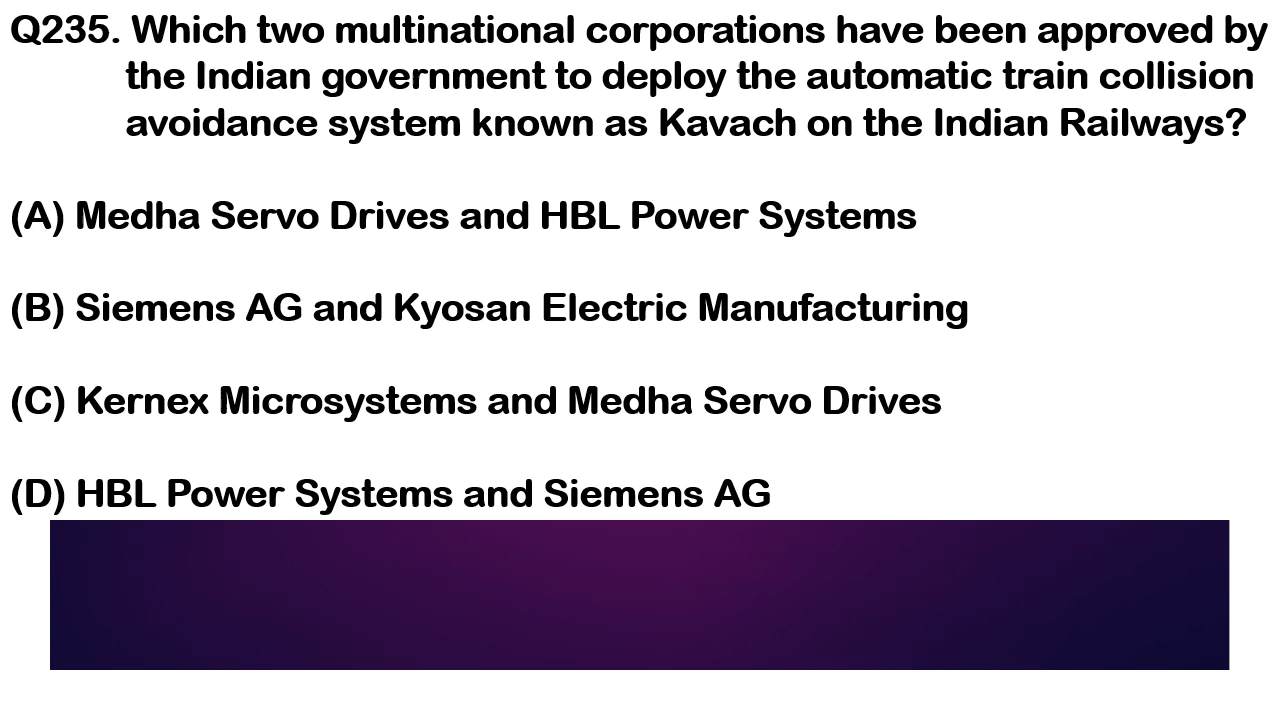 Q235. Which two multinational corporations have been approved by
the Indian government to deploy the automatic train collision
avoidance system known as Kavach on the Indian Railways?
(A) Medha Servo Drives and HBL Power Systems
(B) Siemens AG and Kyosan Electric Manufacturing
(C) Kernex Microsystems and Medha Servo Drives
(D) HBL Power Systems and Siemens AG